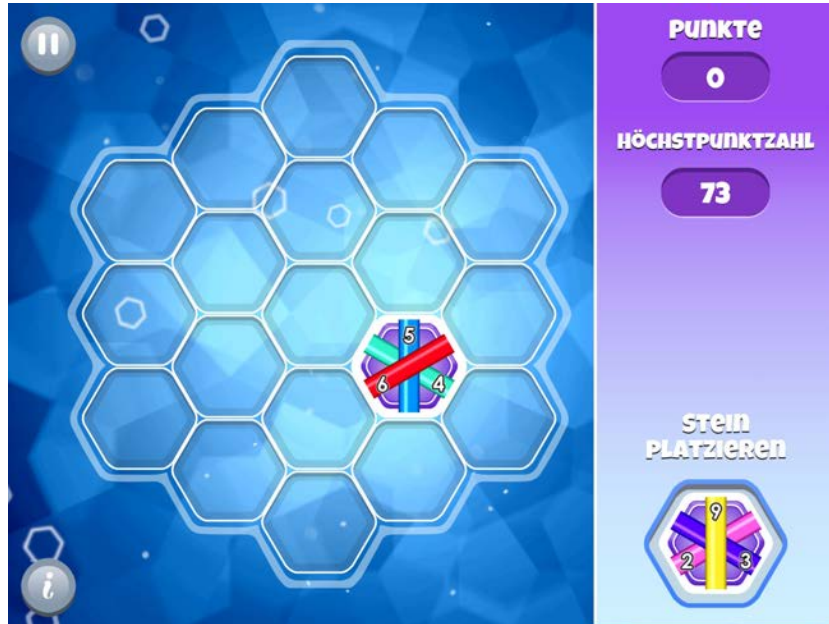 PUNKTE
0
HÖCHSTPUNKTZAHL
73
5
6 4
STEIN
PLATZIEREN
9
2 3
i